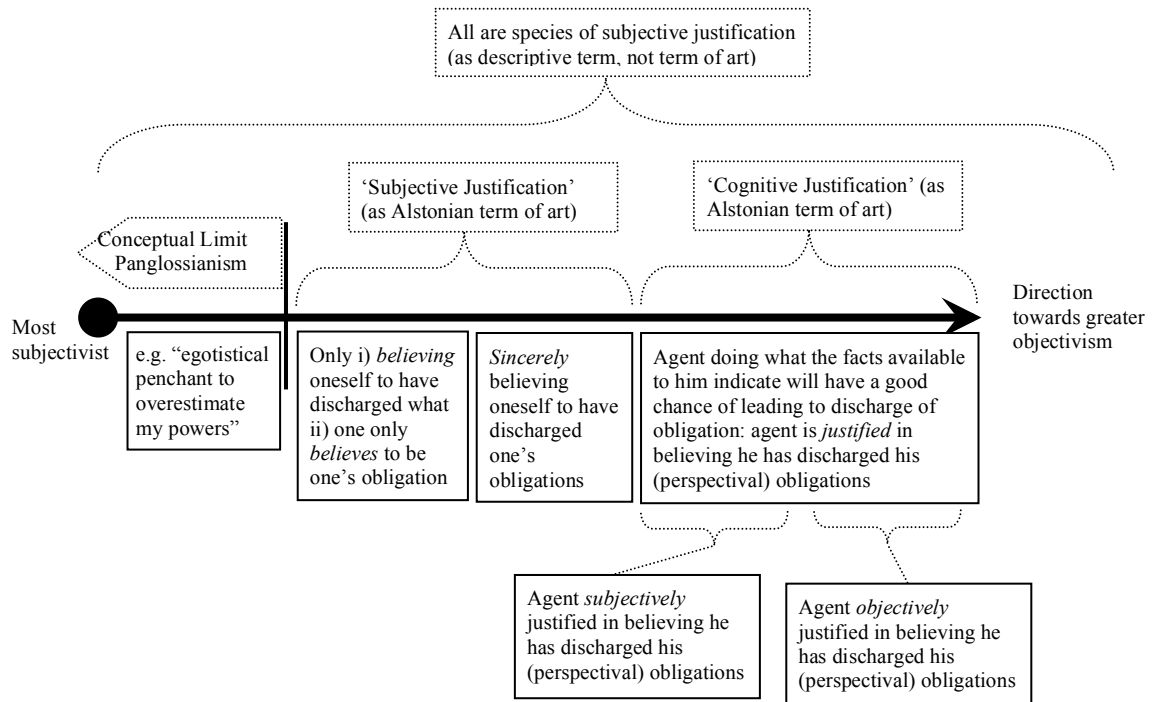 All are species of subjective justification
(as descriptive term, not term of art)
‘Subjective Justification’
(as Alstonian term of art)
‘Cognitive Justification’ (as
Alstonian term of art)
Conceptual Limit
Panglossianism
Most
subjectivist
Direction
towards greater
objectivism
e.g. “egotistical
penchant to
overestimate
my powers”
Only i) believing
oneself to have
discharged what
ii) one only
believes to be
one’s obligation
Sincerely
believing
oneself to have
discharged
one’s
obligations
Agent doing what the facts available
to him indicate will have a good
chance of leading to discharge of
obligation: agent is justified in
believing he has discharged his
(perspectival) obligations
Agent subjectively
justified in believing he
has discharged his
(perspectival) obligations
Agent objectively
justified in believing he
has discharged his
(perspectival) obligations